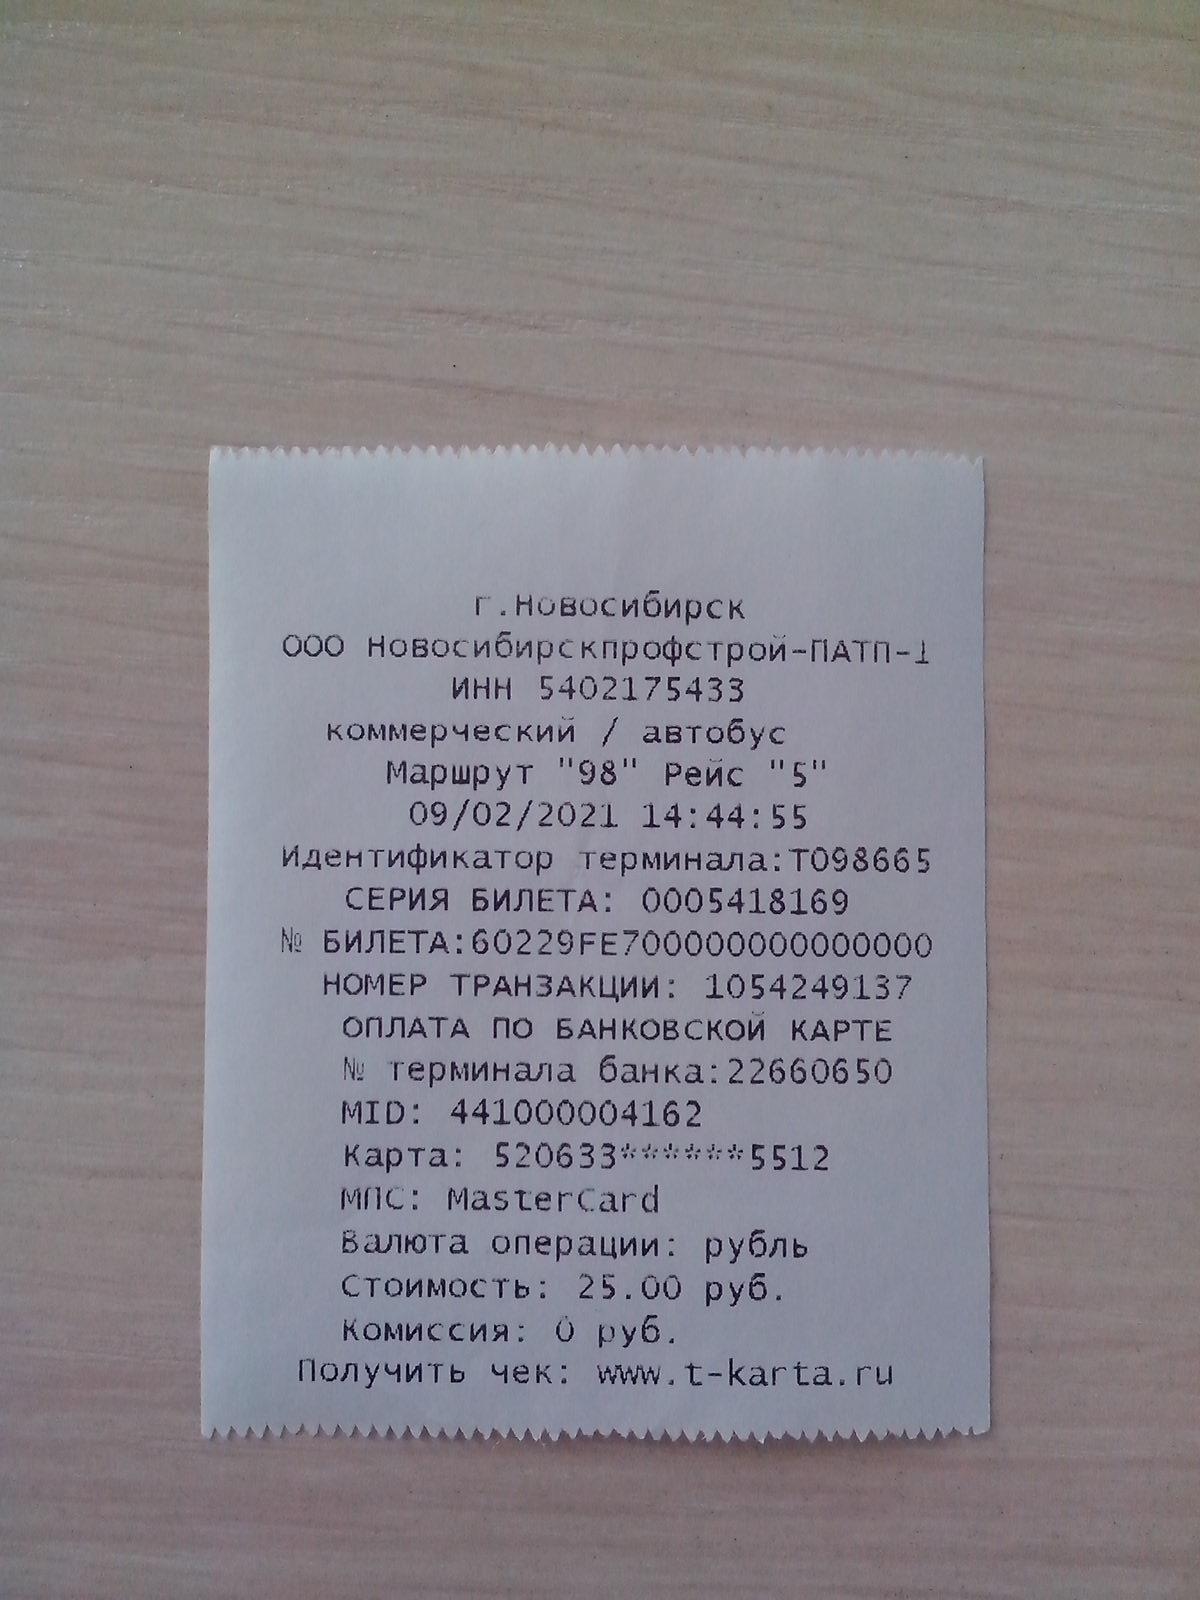 г.Новосибирск
ООО Новосибирскпрофстрой-ПАТП-1
ИНН 5402175433
коммерческий / автобус
Маршрут "98" Рейс "5"
09/02/2021 14:44:55
Идентификатор терминала:T098665
СЕРИЯ БИЛЕТА: 0005418169
№ БИЛЕТА:60229FE700000000000000
НОМЕР ТРАНЗАКЦИИ: 1054249137
ОПЛАТА ПО БАНКОВСКОЙ КАРТЕ
№ терминала банка:22660650
MID: 441000004162
Карта: 520633******5512
МПС: MasterCard
Валюта операции: рубль
Стоимость: 25.00 руб.
Комиссия: 0 руб.
Получить чек: www.t-karta.ru